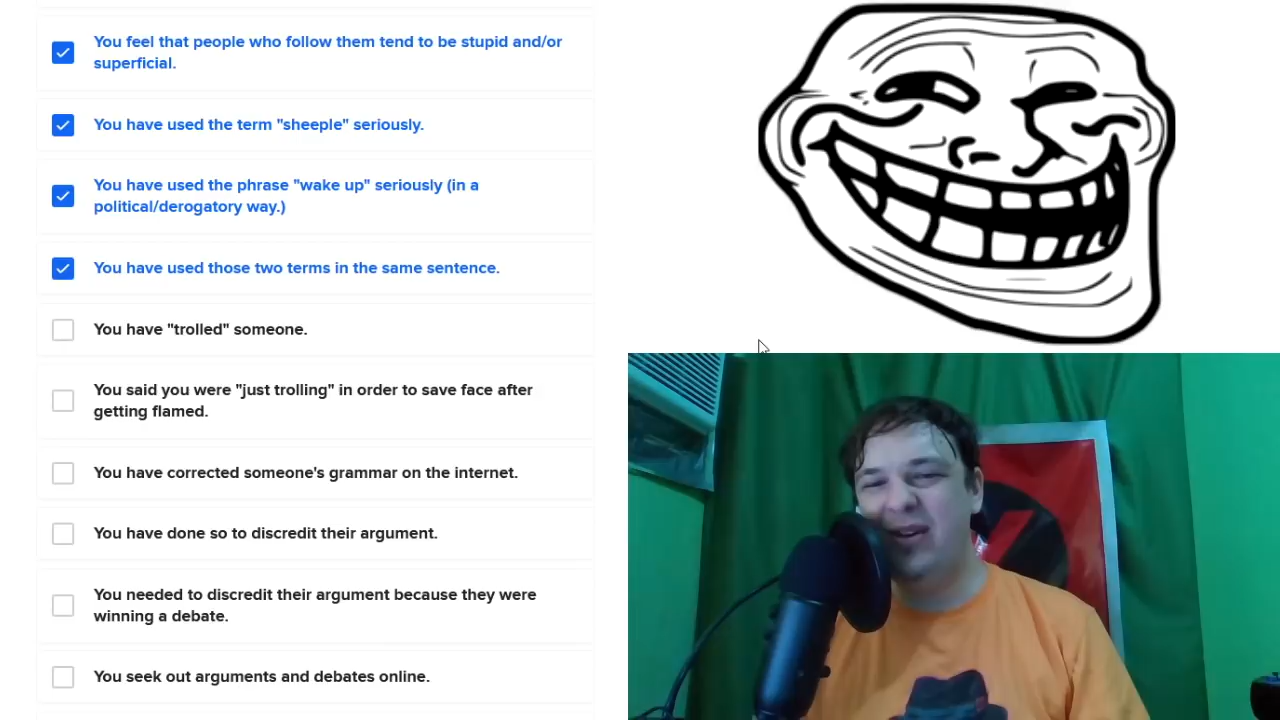 You feel that people who follow them tend to be stupid and/or
superficial.
You have used the term "sheeple" seriously.
You have used the phrase "wake up" seriously (in a
political/derogatory way.)
You have used those two terms in the same sentence.
You have "trolled" someone.
You said you were "just trolling" in order to save face after
getting flamed.
You have corrected someone's grammar on the internet.
You have done so to discredit their argument.
You needed to discredit their argument because they were
winning a debate.
You seek out arguments and debates online.